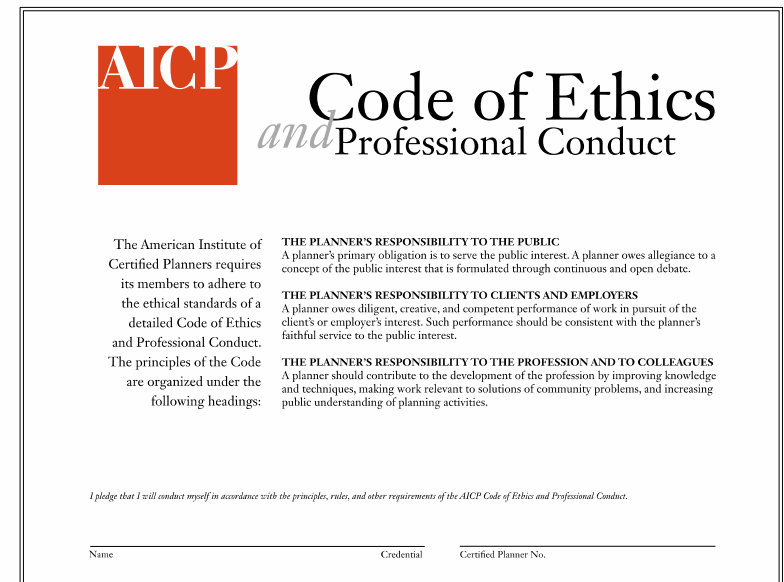 AICP
Code of Ethics
and Professional Conduct
The American Institute of
Certified Planners requires
its members to adhere to
the ethical standards of a
detailed Code of Ethics
and Professional Conduct.
The principles of the Code
are organized under the
following headings:
THE PLANNER'S RESPONSIBILITY TO THE PUBLIC
A planner's primary obligation is to serve the public interest. A planner owes allegiance to a
concept of the public interest that is formulated through continuous and open debate.
THE PLANNER'S RESPONSIBILITY TO CLIENTS AND EMPLOYERS
A planner owes diligent, creative, and competent performance of work in pursuit of the
client's or employer's interest. Such performance should be consistent with the planner's
faithful service to the public interest.
THE PLANNER'S RESPONSIBILITY TO THE PROFESSION AND TO COLLEAGUES
A planner should contribute to the development of the profession by improving knowledge
and techniques, making work relevant to solutions of community problems, and increasing
public understanding of planning activities.
I pledge that I will conduct myself in accordance with the principles, rules, and other requirements of the AICP Code of Ethics and Professional Conduct.
Name Credential Certified Planner No.